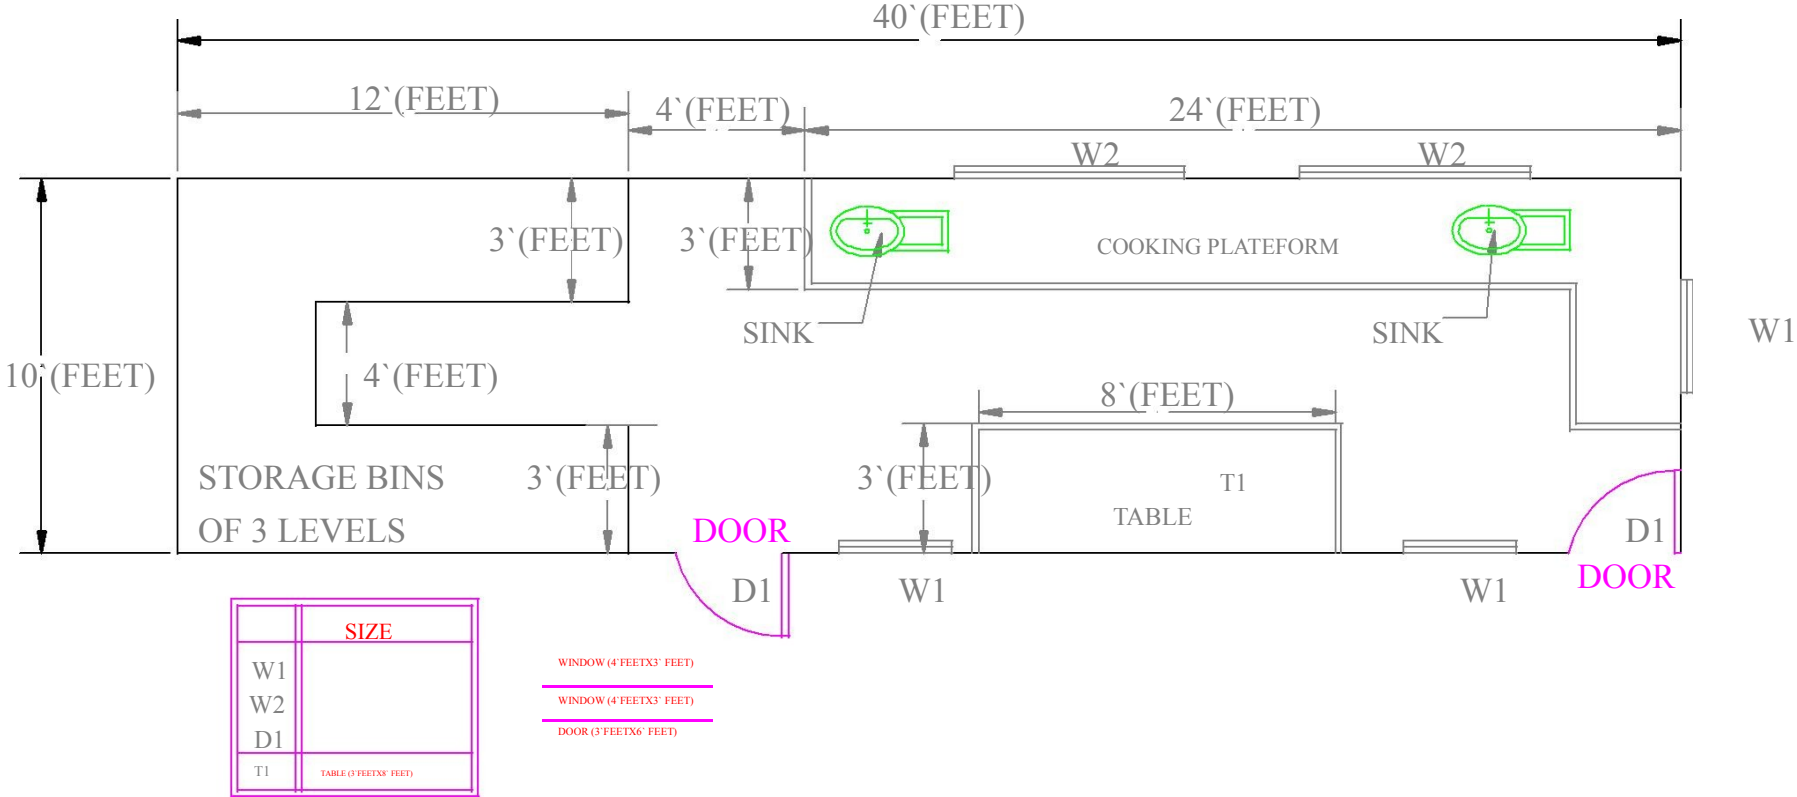 40`(FEET)
12`(FEET)
4`(FEET)
24`(FEET)
W2
W2
3`(FEET)
3`(FEET)
COOKING PLATEFORM
SINK
SINK
W1
10`(FEET)
4`(FEET)
8`(FEET)
STORAGE BINS
OF 3 LEVELS
3`(FEET)
3`(FEET)
T1
TABLE
DOOR
D1
DOOR
D1
W1
W1
SIZE
W1
W2
D1
T1
TABLE (3`FEETX8` FEET)
WINDOW (4`FEETX3` FEET)
WINDOW (4`FEETX3` FEET)
DOOR (3`FEETX6` FEET)